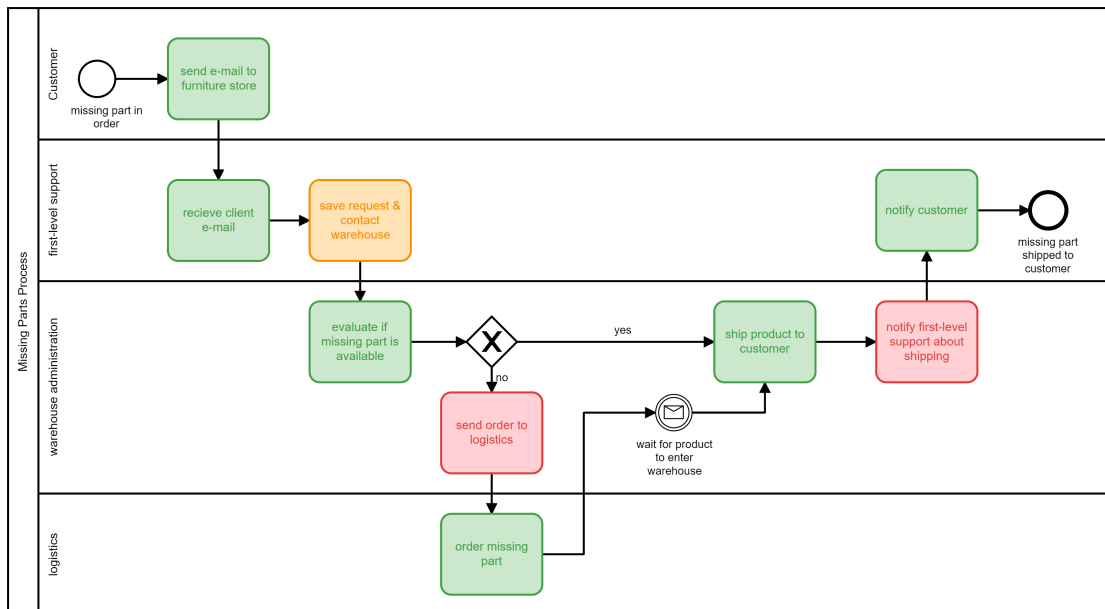 Missing Parts Process
Customer
missing part in
order
send e-mail to
furniture store
first-level support
recieve client
e-mail
save request &
contact
warehouse
notify customer
missing part
shipped to
customer
warehouse administration
evaluate if
missing part is
available
yes
no
ship product to
customer
notify first-level
support about
shipping
send order to
logistics
wait for product
to enter
warehouse
logistics
order missing
part